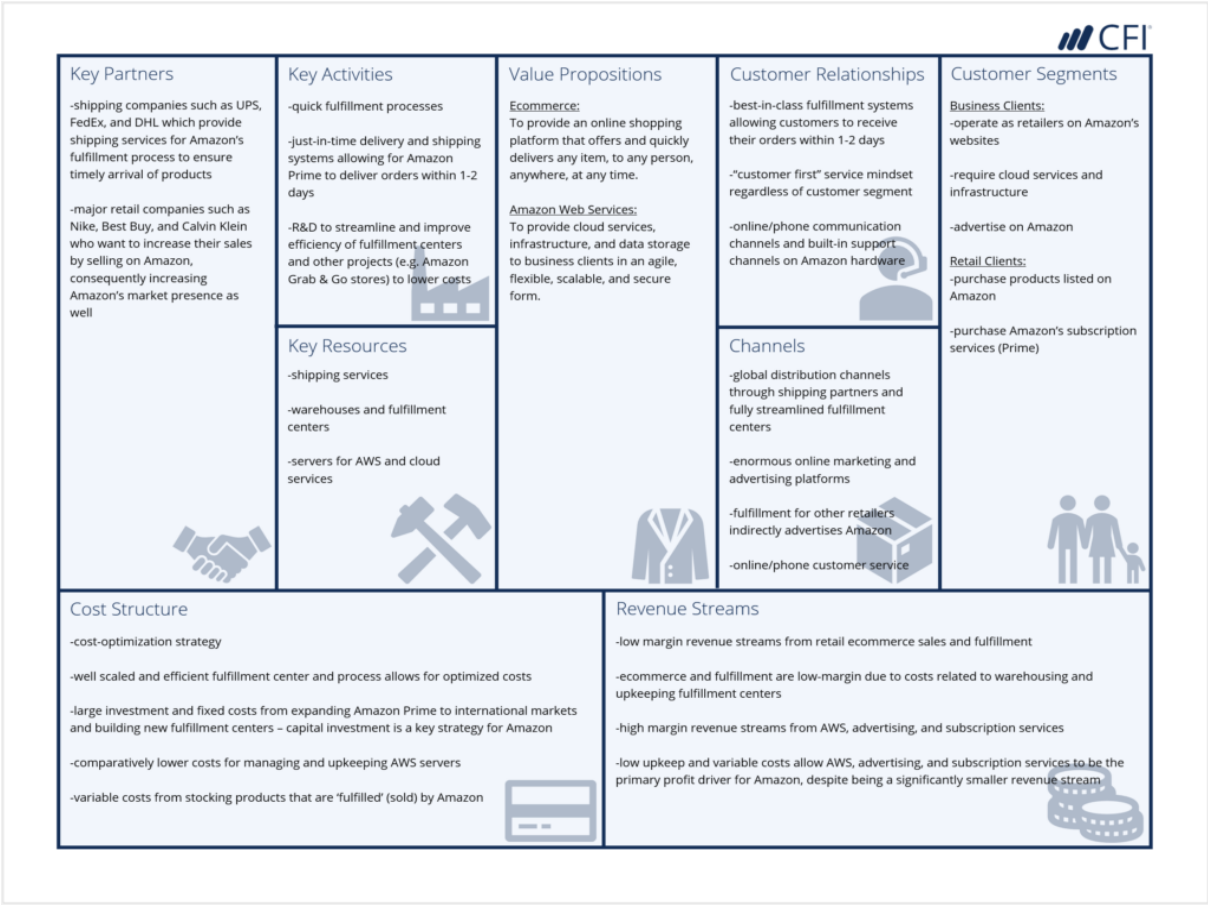 CFI
Key Partners
-shipping companies such as UPS,
FedEx, and DHL which provide
shipping services for Amazon's
fulfillment process to ensure
timely arrival of products
-major retail companies such as
Nike, Best Buy, and Calvin Klein
who want to increase their sales
by selling on Amazon,
consequently increasing
Amazon's market presence as
well
Key Activities
-quick fulfillment processes
-just-in-time delivery and shipping
systems allowing for Amazon
Prime to deliver orders within 1-2
days
-R&D to streamline and improve
efficiency of fulfillment centers
and other projects (e.g. Amazon
Grab & Go stores) to lower costs
Key Resources
-shipping services
-warehouses and fulfillment
centers
-servers for AWS and cloud
services
Value Propositions
Ecommerce:
To provide an online shopping
platform that offers and quickly
delivers any item, to any person,
anywhere, at any time.
Amazon Web Services:
To provide cloud services,
infrastructure, and data storage
to business clients in an agile,
flexible, scalable, and secure
form.
Customer Relationships
-best-in-class fulfillment systems
allowing customers to receive
their orders within 1-2 days
-"customer first" service mindset
regardless of customer segment
-online/phone communication
channels and built-in support
channels on Amazon hardware
Channels
-global distribution channels
through shipping partners and
fully streamlined fulfillment
centers
-enormous online marketing and
advertising platforms
-fulfillment for other retailers
indirectly advertises Amazon
-online/phone customer service
Customer Segments
Business Clients:
-operate as retailers on Amazon's
websites
-require cloud services and
infrastructure
-advertise on Amazon
Retail Clients:
-purchase products listed on
Amazon
-purchase Amazon's subscription
services (Prime)
Cost Structure
-cost-optimization strategy
-well scaled and efficient fulfillment center and process allows for optimized costs
-large investment and fixed costs from expanding Amazon Prime to international markets
and building new fulfillment centers – capital investment is a key strategy for Amazon
-comparatively lower costs for managing and upkeeping AWS servers
-variable costs from stocking products that are 'fulfilled' (sold) by Amazon
Revenue Streams
-low margin revenue streams from retail ecommerce sales and fulfillment
-ecommerce and fulfillment are low-margin due to costs related to warehousing and
upkeeping fulfillment centers
-high margin revenue streams from AWS, advertising, and subscription services
-low upkeep and variable costs allow AWS, advertising, and subscription services to be the
primary profit driver for Amazon, despite being a significantly smaller revenue stream